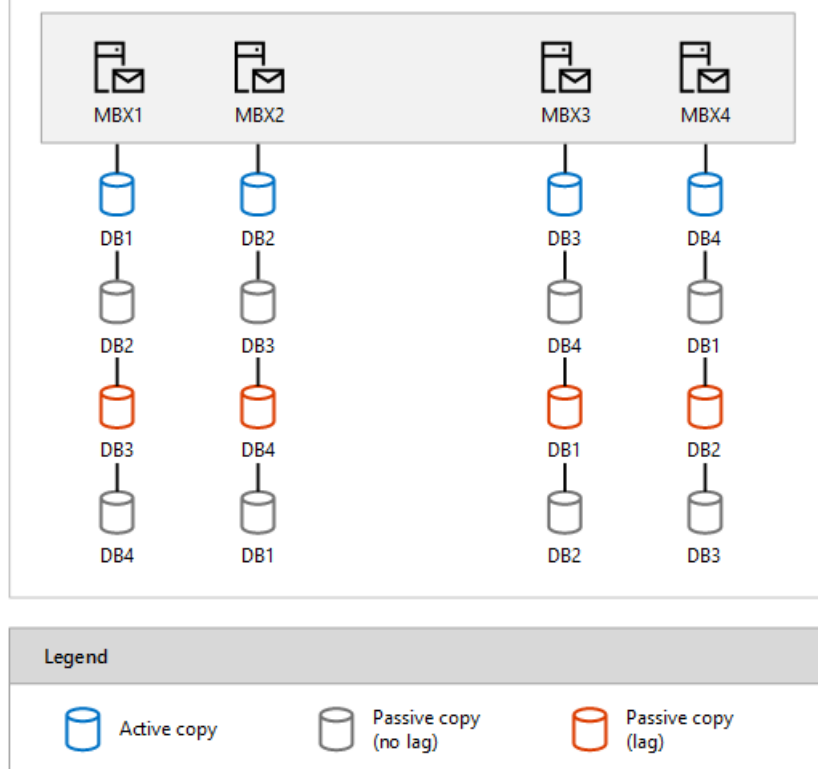 MBX1 MBX2 MBX3 MBX4
DB1 DB2 DB3 DB4
DB2 DB3 DB4 DB1
DB3 DB4 DB1 DB2
DB4 DB1 DB2 DB3
Legend
Active copy
Passive copy
(no lag)
Passive copy
(lag)